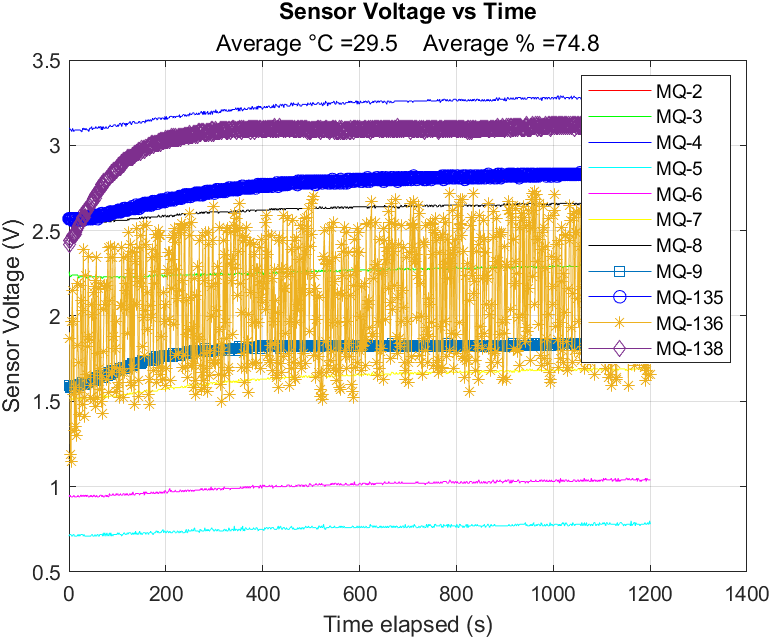 Sensor Voltage vs Time
Average °C =29.5    Average % =74.8
Sensor Voltage (V)
3.5
3
2.5
2
1.5
1
0.5
0
200
400
600
800
1000
1200
1400
Time elapsed (s)
MQ-2
MQ-3
MQ-4
MQ-5
MQ-6
MQ-7
MQ-8
MQ-9
MQ-135
MQ-136
MQ-138